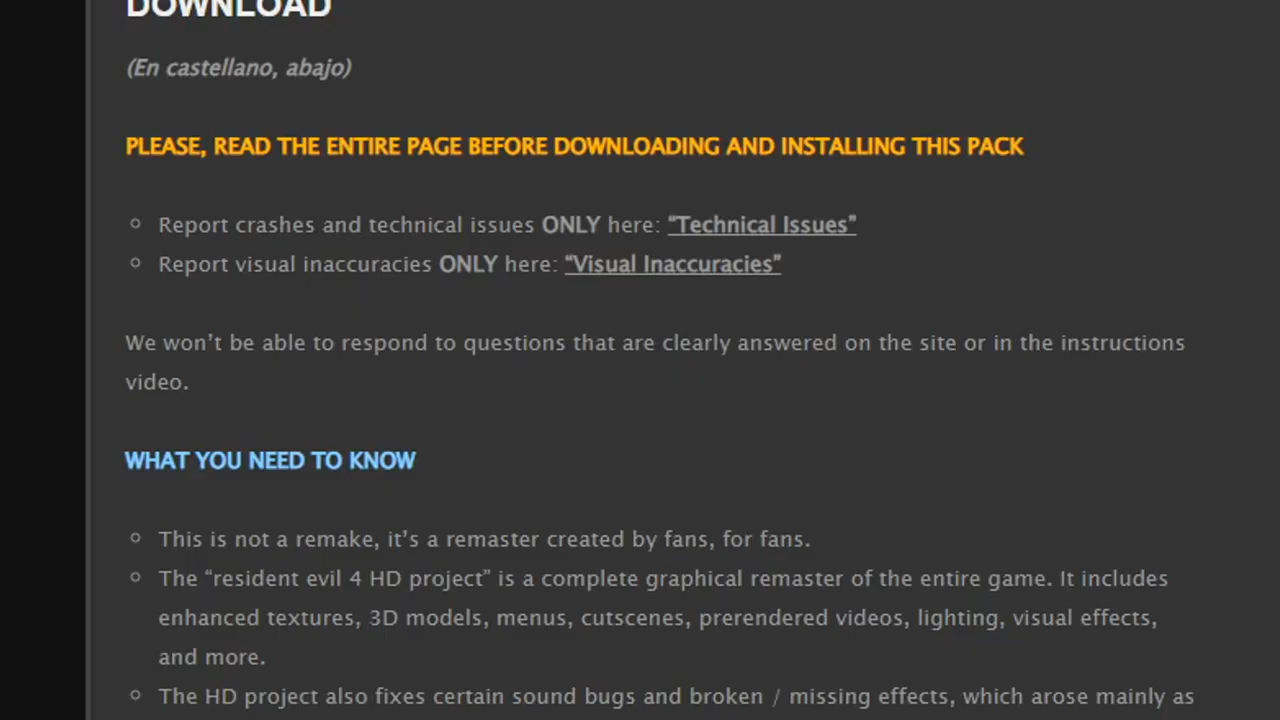 DOWNLOAD
(En castellano, abajo)
PLEASE, READ THE ENTIRE PAGE BEFORE DOWNLOADING AND INSTALLING THIS PACK
Report crashes and technical issues ONLY here: “Technical Issues”
Report visual inaccuracies ONLY here: “Visual Inaccuracies”
We won’t be able to respond to questions that are clearly answered on the site or in the instructions
video.
WHAT YOU NEED TO KNOW
This is not a remake, it’s a remaster created by fans, for fans.
The “resident evil 4 HD project” is a complete graphical remaster of the entire game. It includes
enhanced textures, 3D models, menus, cutscenes, prerendered videos, lighting, visual effects,
and more.
The HD project also fixes certain sound bugs and broken / missing effects, which arose mainly as